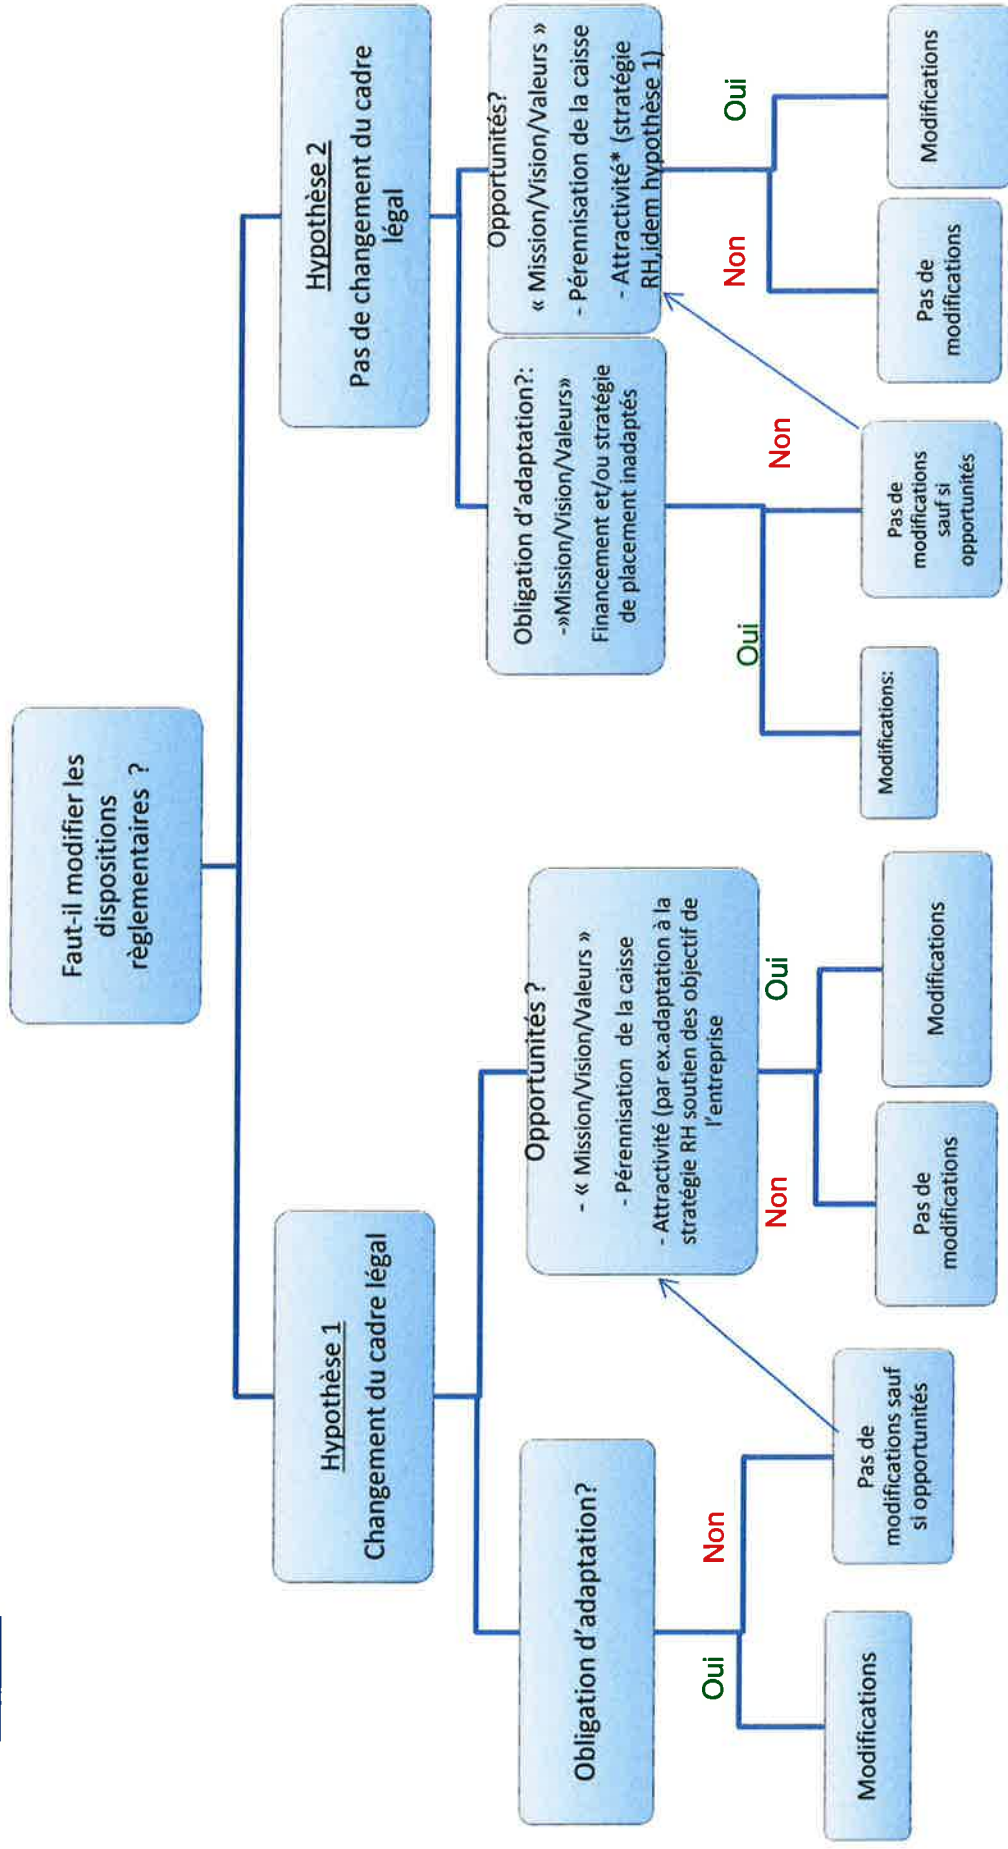 Faut-il modifier les
dispositions
règlementaires ?
Hypothèse 1
Changement du cadre légal
Hypothèse 2
Pas de changement du cadre
légal
Obligation d'adaptation?
Opportunités ?
- « Mission/Vision/Valeurs »
- Pérennisation de la caisse
- Attractivité (par ex.adaptation à la
stratégie RH soutien des objectif de
l'entreprise
Obligation d'adaptation?:
-»Mission/Vision/Valeurs»
Financement et/ou stratégie
de placement inadaptés
Opportunités?
« Mission/Vision/Valeurs »
- Pérennisation de la caisse
- Attractivité* (stratégie
RH,idem hypothèse 1)
Oui
Non
Non
Oui
Oui
Non
Non
Oui
Modifications
Pas de
modifications sauf
si opportunités
Pas de
modifications
Modifications
Modifications:
Pas de
modifications
sauf si
opportunités
Pas de
modifications
Modifications